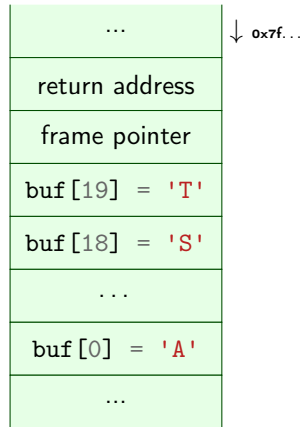 ...
↓ 0x7f...
return address
frame pointer
buf[19] = 'T'
buf[18] = 'S'
...
buf[0] = 'A'
...